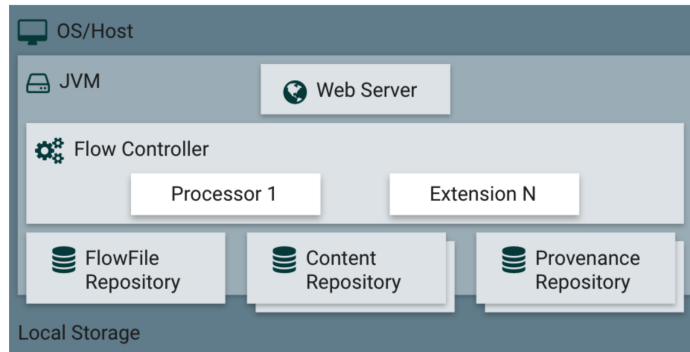 OS/Host
JVM
Web Server
Flow Controller
Processor 1
Extension N
FlowFile
Repository
Content
Repository
Provenance
Repository
Local Storage